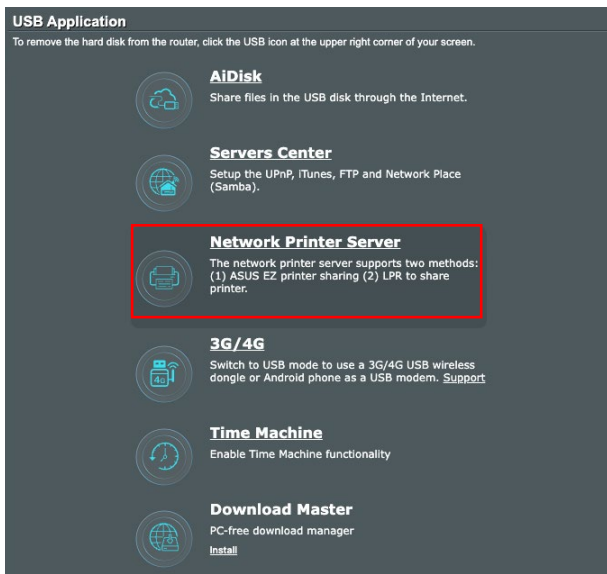 USB Application
To remove the hard disk from the router, click the USB icon at the upper right corner of your screen.
AiDisk
Share files in the USB disk through the Internet.
Servers Center
Setup the UPnP, iTunes, FTP and Network Place
(Samba).
Network Printer Server
The network printer server supports two methods:
(1) ASUS EZ printer sharing (2) LPR to share
printer.
3G/4G
Switch to USB mode to use a 3G/4G USB wireless
dongle or Android phone as a USB modem. Support
4G
Time Machine
Enable Time Machine functionality
Download Master
PC-free download manager
Install